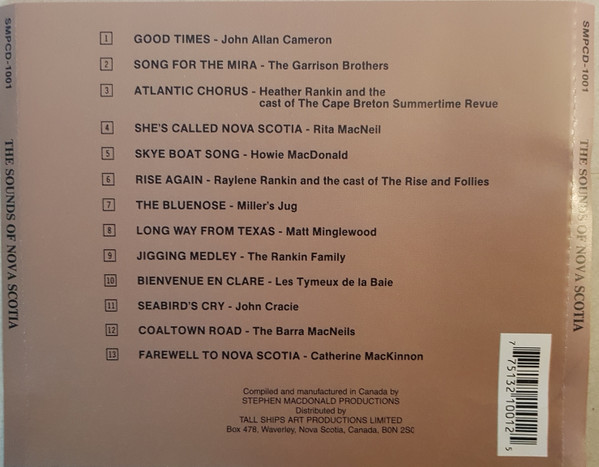 SMPCD-1001
THE SOUNDS OF NOVA SCOTIA
1 GOOD TIMES - John Allan Cameron
2 SONG FOR THE MIRA - The Garrison Brothers
3 ATLANTIC CHORUS - Heather Rankin and the
cast of The Cape Breton Summertime Revue
4 SHE'S CALLED NOVA SCOTIA - Rita MacNeil
5 SKYE BOAT SONG - Howie MacDonald
6 RISE AGAIN - Raylene Rankin and the cast of The Rise and Follies
7 THE BLUENOSE - Miller's Jug
8 LONG WAY FROM TEXAS - Matt Minglewood
9 JIGGING MEDLEY - The Rankin Family
10 BIENVENUE EN CLARE - Les Tymeux de la Baie
11 SEABIRD'S CRY - John Cracie
12 COALTOWN ROAD - The Barra MacNeils
13 FAREWELL TO NOVA SCOTIA - Catherine MacKinnon
Compiled and manufactured in Canada by
STEPHEN MACDONALD PRODUCTIONS
Distributed by
TALL SHIPS ART PRODUCTIONS LIMITED
Box 478, Waverley, Nova Scotia, Canada, B0N 2S0
7 75132 10012 5
SMPCD-1001
THE SOUNDS OF NOVA SCOTIA